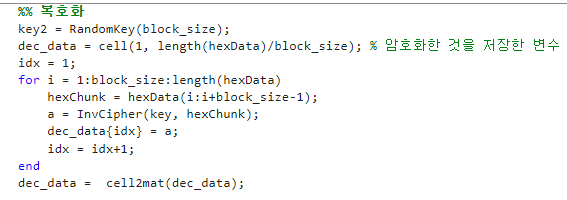 %% 복호화
key2 = RandomKey(block_size);
dec_data = cell(1, length(hexData)/block_size); % 암호화한 것을 저장한 변수
idx = 1;
for i = 1:block_size:length(hexData)
hexChunk = hexData(i:i+block_size-1);
a = InvCipher(key, hexChunk);
dec_data{idx} = a;
idx = idx+1;
end
dec_data =  cell2mat(dec_data);